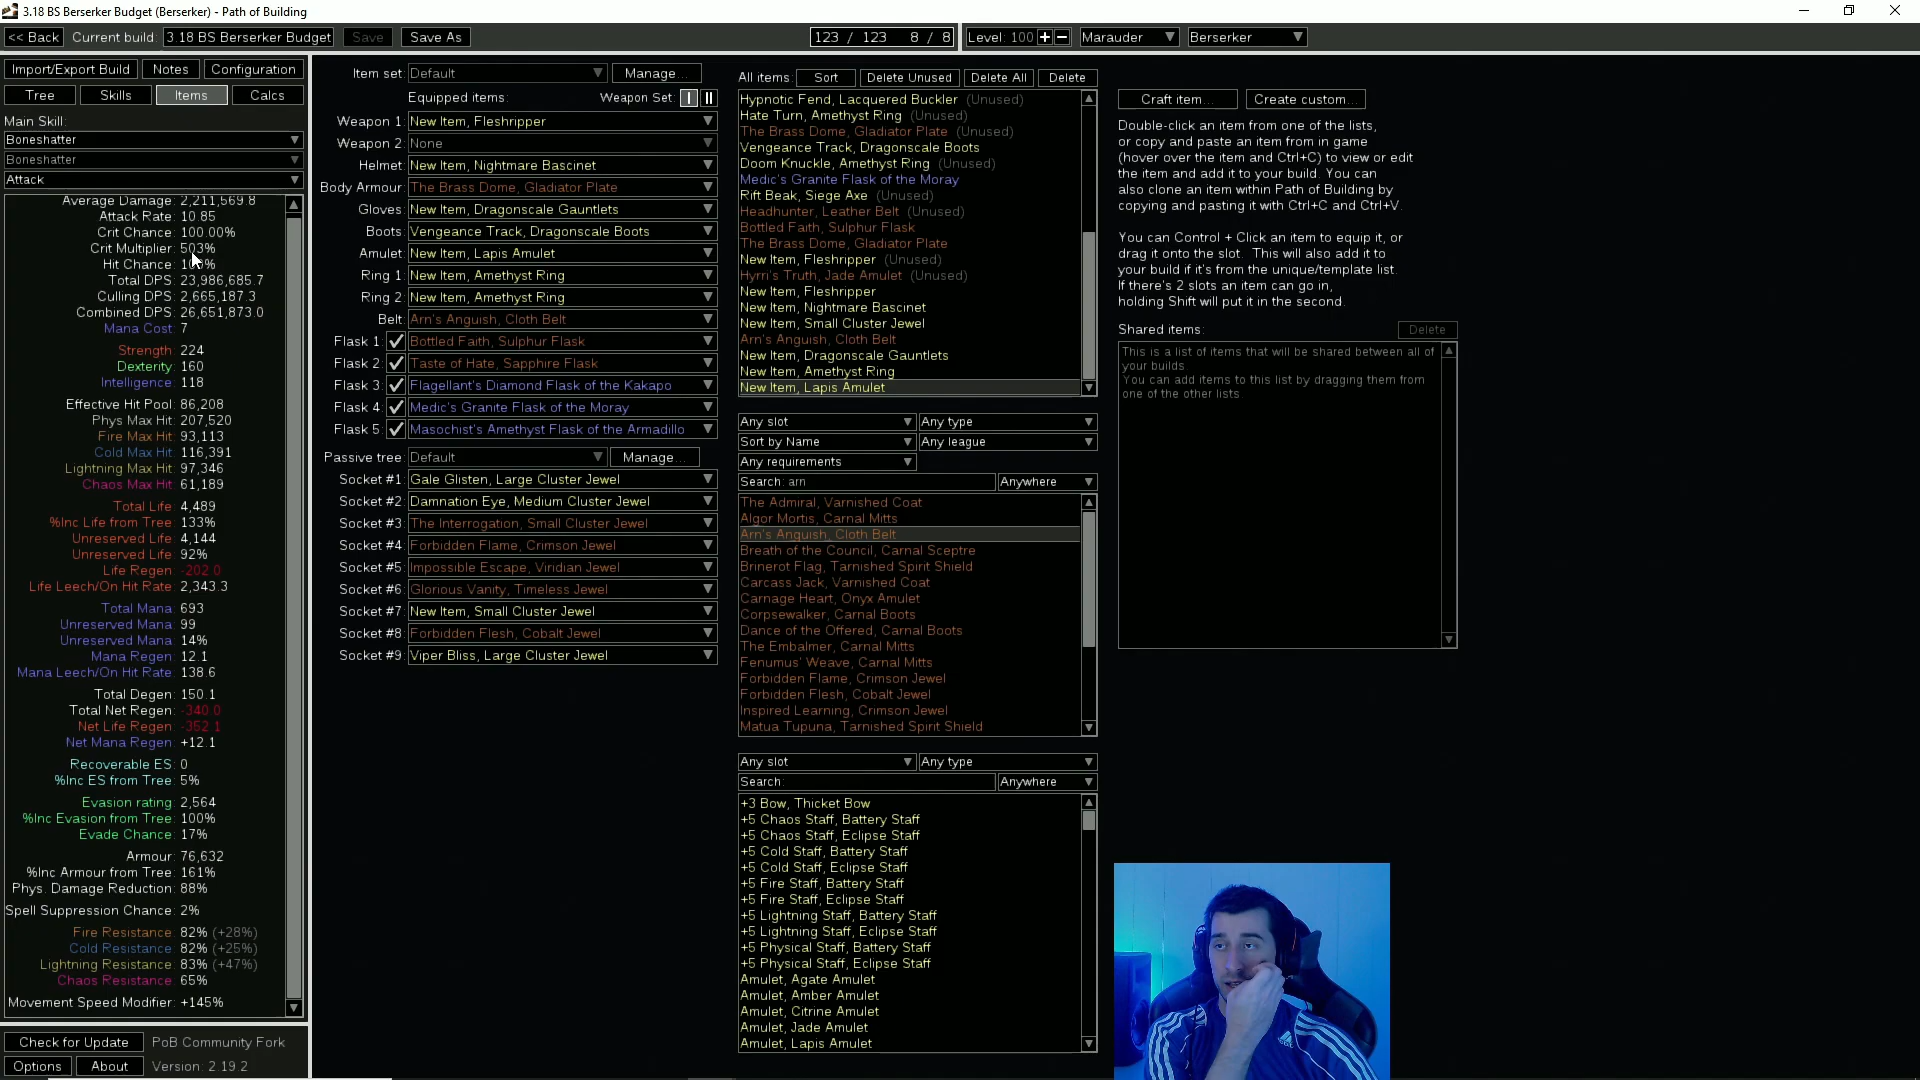 3.18 BS Berserker Budget (Berserker) - Path of Building
<< Back
Current build: 3.18 BS Berserker Budget
Save
Save As
123 / 123 8 / 8
Level: 100 + −
Marauder
Berserker
Import/Export Build
Notes
Configuration
Tree
Skills
Items
Calcs
Main Skill:
Boneshatter
Boneshatter
Attack
Average Damage: 2,211,569.8
Attack Rate: 10.85
Crit Chance: 100.00%
Crit Multiplier: 503%
Hit Chance: 100%
Total DPS: 23,986,685.7
Culling DPS: 2,665,187.3
Combined DPS: 26,651,873.0
Mana Cost: 7
Strength: 224
Dexterity: 160
Intelligence: 118
Effective Hit Pool: 86,208
Phys Max Hit: 207,520
Fire Max Hit: 93,113
Cold Max Hit: 116,391
Lightning Max Hit: 97,346
Chaos Max Hit: 61,189
Total Life: 4,489
%Inc Life from Tree: 133%
Unreserved Life: 4,144
Unreserved Life: 92%
Life Regen: -202.0
Life Leech/On Hit Rate: 2,343.3
Total Mana: 693
Unreserved Mana: 99
Unreserved Mana: 14%
Mana Regen: 12.1
Mana Leech/On Hit Rate: 138.6
Total Degen: 150.1
Total Net Regen: -340.0
Net Life Regen: -352.1
Net Mana Regen: +12.1
Recoverable ES: 0
%Inc ES from Tree: 5%
Evasion rating: 2,564
%Inc Evasion from Tree: 100%
Evade Chance: 17%
Armour: 76,632
%Inc Armour from Tree: 161%
Phys. Damage Reduction: 88%
Spell Suppression Chance: 2%
Fire Resistance: 82% (+28%)
Cold Resistance: 82% (+25%)
Lightning Resistance: 83% (+47%)
Chaos Resistance: 65%
Movement Speed Modifier: +145%
Check for Update
PoB Community Fork
Options
About
Version: 2.19.2
Item set: Default
Manage...
Equipped items:
Weapon Set: I II
Weapon 1: New Item, Fleshripper
Weapon 2: None
Helmet: New Item, Nightmare Bascinet
Body Armour: The Brass Dome, Gladiator Plate
Gloves: New Item, Dragonscale Gauntlets
Boots: Vengeance Track, Dragonscale Boots
Amulet: New Item, Lapis Amulet
Ring 1: New Item, Amethyst Ring
Ring 2: New Item, Amethyst Ring
Belt: Arn's Anguish, Cloth Belt
Flask 1: Bottled Faith, Sulphur Flask
Flask 2: Taste of Hate, Sapphire Flask
Flask 3: Flagellant's Diamond Flask of the Kakapo
Flask 4: Medic's Granite Flask of the Moray
Flask 5: Masochist's Amethyst Flask of the Armadillo
Passive tree: Default
Manage...
Socket #1: Gale Glisten, Large Cluster Jewel
Socket #2: Damnation Eye, Medium Cluster Jewel
Socket #3: The Interrogation, Small Cluster Jewel
Socket #4: Forbidden Flame, Crimson Jewel
Socket #5: Impossible Escape, Viridian Jewel
Socket #6: Glorious Vanity, Timeless Jewel
Socket #7: New Item, Small Cluster Jewel
Socket #8: Forbidden Flesh, Cobalt Jewel
Socket #9: Viper Bliss, Large Cluster Jewel
All items:
Sort
Delete Unused
Delete All
Delete
Hypnotic Fend, Lacquered Buckler (Unused)
Hate Turn, Amethyst Ring (Unused)
The Brass Dome, Gladiator Plate (Unused)
Vengeance Track, Dragonscale Boots
Doom Knuckle, Amethyst Ring (Unused)
Medic's Granite Flask of the Moray
Rift Beak, Siege Axe (Unused)
Headhunter, Leather Belt (Unused)
Bottled Faith, Sulphur Flask
The Brass Dome, Gladiator Plate
New Item, Fleshripper (Unused)
Hyrri's Truth, Jade Amulet (Unused)
New Item, Fleshripper
New Item, Nightmare Bascinet
New Item, Small Cluster Jewel
Arn's Anguish, Cloth Belt
New Item, Dragonscale Gauntlets
New Item, Amethyst Ring
New Item, Lapis Amulet
Any slot
Any type
Sort by Name
Any league
Any requirements
Search: arn
Anywhere
The Admiral, Varnished Coat
Algor Mortis, Carnal Mitts
Arn's Anguish, Cloth Belt
Breath of the Council, Carnal Sceptre
Brinerot Flag, Tarnished Spirit Shield
Carcass Jack, Varnished Coat
Carnage Heart, Onyx Amulet
Corpsewalker, Carnal Boots
Dance of the Offered, Carnal Boots
The Embalmer, Carnal Mitts
Fenumus' Weave, Carnal Mitts
Forbidden Flame, Crimson Jewel
Forbidden Flesh, Cobalt Jewel
Inspired Learning, Crimson Jewel
Matua Tupuna, Tarnished Spirit Shield
Any slot
Any type
Search:
Anywhere
+3 Bow, Thicket Bow
+5 Chaos Staff, Battery Staff
+5 Chaos Staff, Eclipse Staff
+5 Cold Staff, Battery Staff
+5 Cold Staff, Eclipse Staff
+5 Fire Staff, Battery Staff
+5 Fire Staff, Eclipse Staff
+5 Lightning Staff, Battery Staff
+5 Lightning Staff, Eclipse Staff
+5 Physical Staff, Battery Staff
+5 Physical Staff, Eclipse Staff
Amulet, Agate Amulet
Amulet, Amber Amulet
Amulet, Citrine Amulet
Amulet, Jade Amulet
Amulet, Lapis Amulet
Craft item...
Create custom...
Double-click an item from one of the lists,
or copy and paste an item from in game
(hover over the item and Ctrl+C) to view or edit
the item and add it to your build. You can
also clone an item within Path of Building by
copying and pasting it with Ctrl+C and Ctrl+V.
You can Control + Click an item to equip it, or
drag it onto the slot. This will also add it to
your build if it's from the unique/template list.
If there's 2 slots an item can go in,
holding Shift will put it in the second.
Shared items:
Delete
This is a list of items that will be shared between all of
your builds.
You can add items to this list by dragging them from
one of the other lists.
adidas